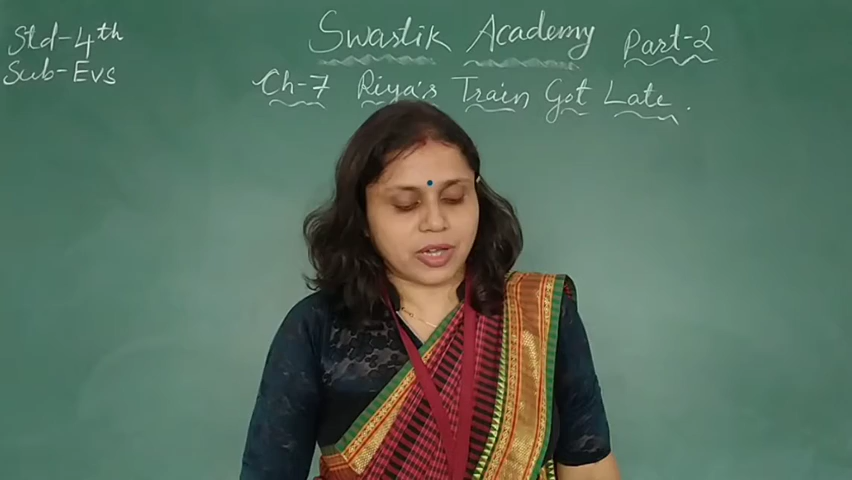 Std-4th
Sub-Evs
Swastik Academy Part-2
Ch-7 Riya's Train Got Late.